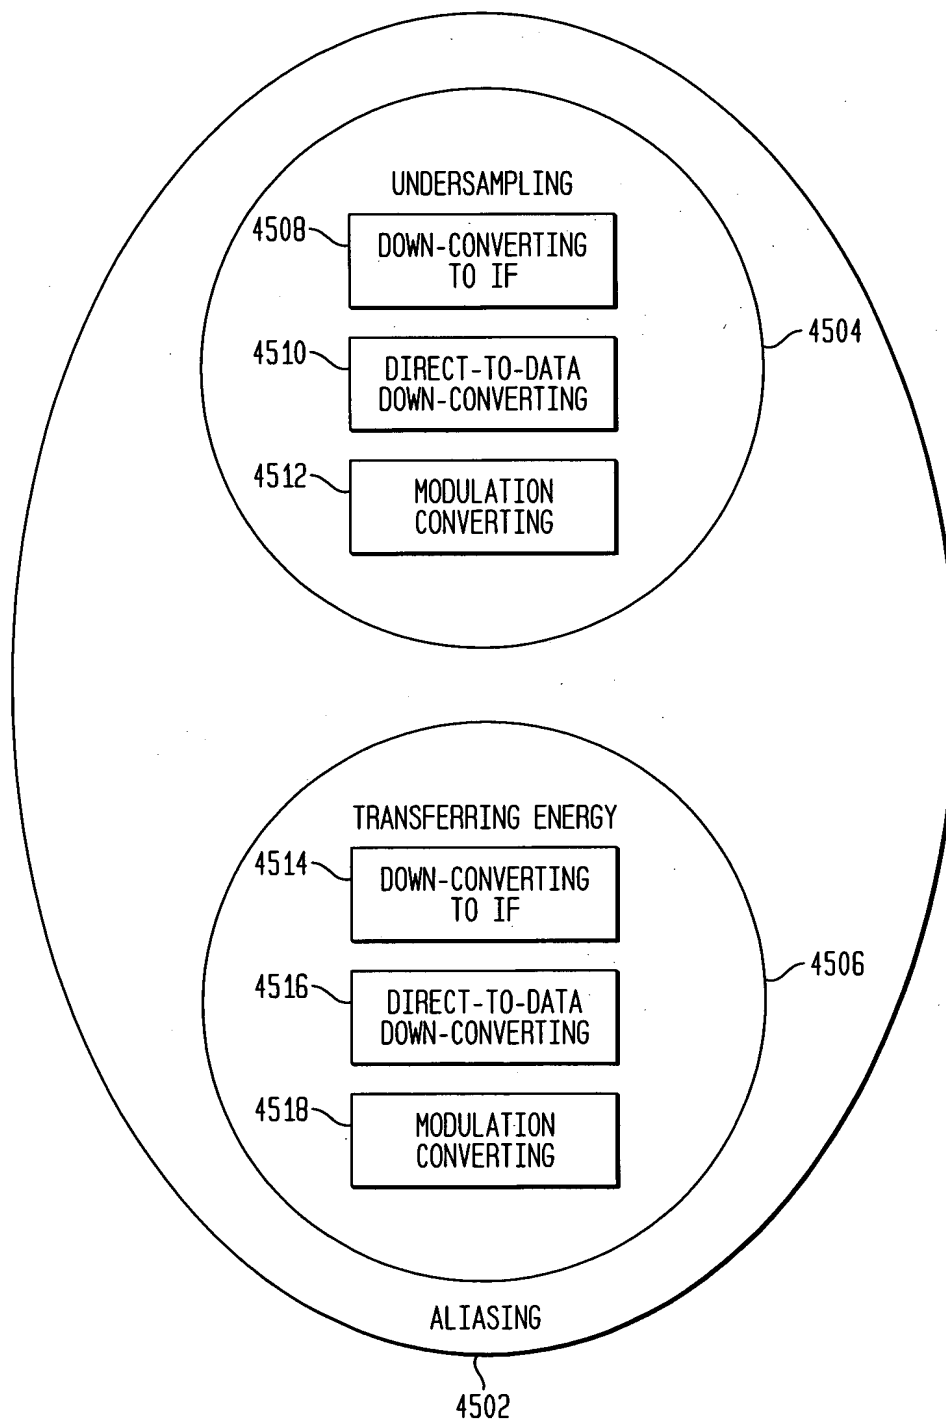 UNDERSAMPLING
4508
DOWN-CONVERTING
TO IF
4504
4510
DIRECT-TO-DATA
DOWN-CONVERTING
4512
MODULATION
CONVERTING
TRANSFERRING ENERGY
4514
DOWN-CONVERTING
TO IF
4506
4516
DIRECT-TO-DATA
DOWN-CONVERTING
4518
MODULATION
CONVERTING
ALIASING
4502